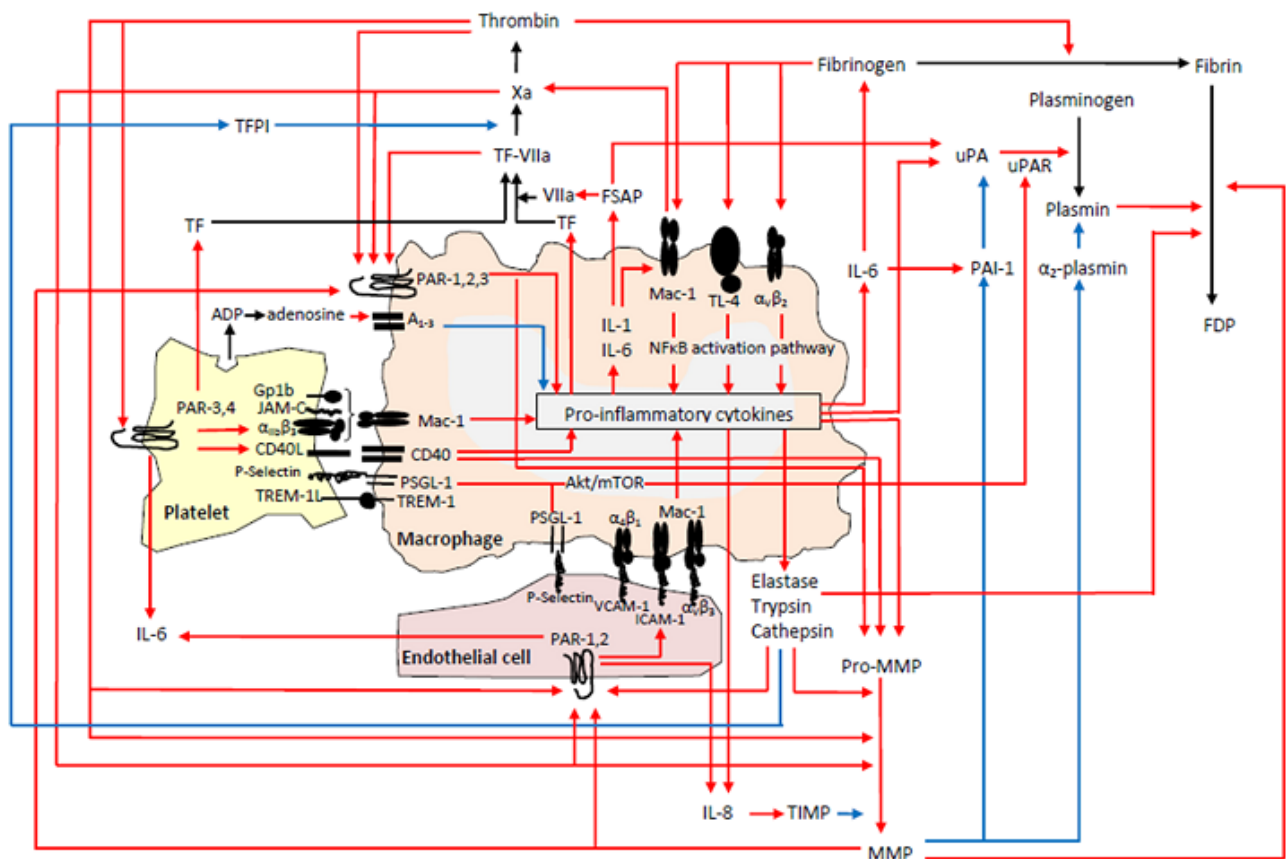 Thrombin
Fibrinogen
Fibrin
Xa
Plasminogen
TFPI
TF-VIIa
uPA
uPAR
VIIa
FSAP
TF
TF
Plasmin
PAR-1,2,3
Mac-1
TL-4
αᵥβ₂
IL-6
PAI-1
α₂-plasmin
ADP
adenosine
A₁₋₃
IL-1
IL-6
NFκB activation pathway
FDP
Gp1b
JAM-C
PAR-3,4
CD40L
Mac-1
Pro-inflammatory cytokines
CD40
P-Selectin
PSGL-1
Akt/mTOR
TREM-1L
TREM-1
Platelet
Macrophage
PSGL-1
α₄β₁
Mac-1
P-Selectin
VCAM-1
ICAM-1
αᵥβ₃
Elastase
Trypsin
Cathepsin
IL-6
PAR-1,2
Endothelial cell
Pro-MMP
IL-8
TIMP
MMP